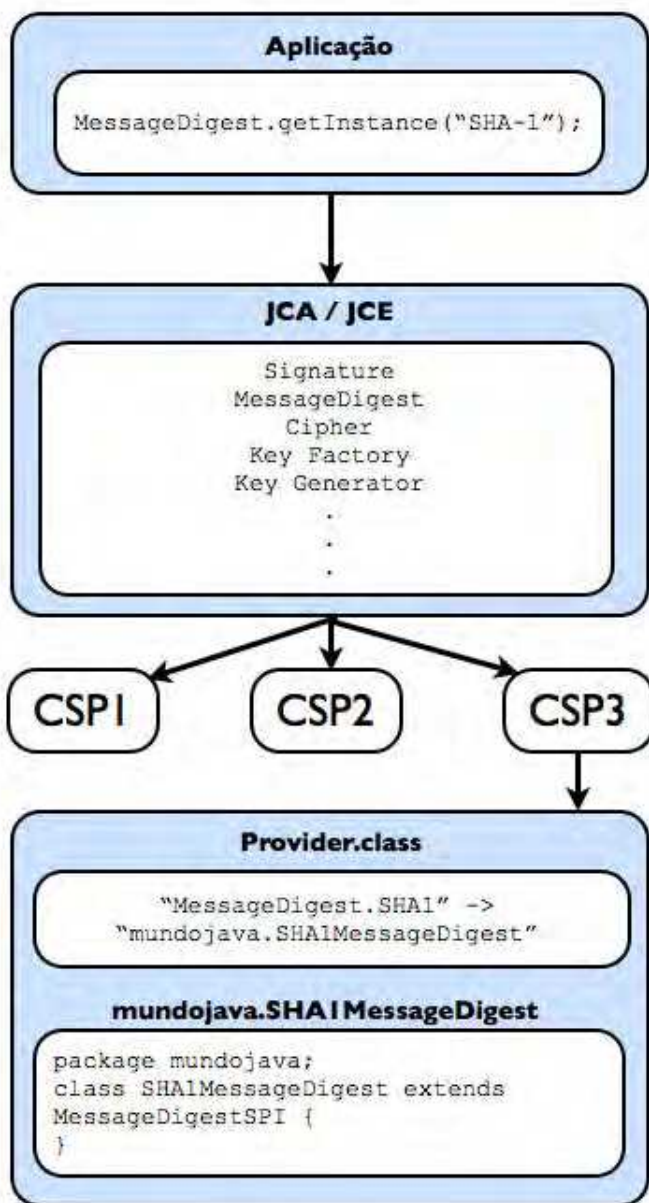 Aplicação
MessageDigest.getInstance(“SHA-1”);
JCA / JCE
Signature
MessageDigest
Cipher
Key Factory
Key Generator
.
.
.
CSP1
CSP2
CSP3
Provider.class
“MessageDigest.SHA1” ->
“mundojava.SHA1MessageDigest”
mundojava.SHA1MessageDigest
package mundojava;
class SHA1MessageDigest extends
MessageDigestSPI {
}